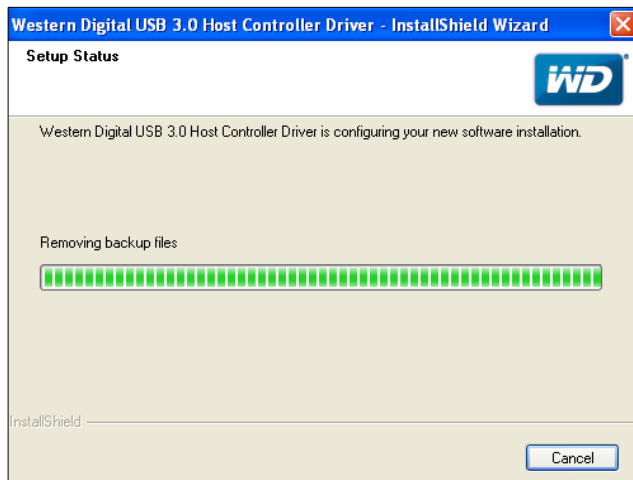 Western Digital USB 3.0 Host Controller Driver - InstallShield Wizard
Setup Status
WD
Western Digital USB 3.0 Host Controller Driver is configuring your new software installation.
Removing backup files
InstallShield
Cancel